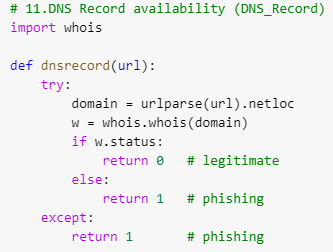 # 11.DNS Record availability (DNS_Record)
import whois
def dnsrecord(url):
    try:
        domain = urlparse(url).netloc
        w = whois.whois(domain)
        if w.status:
            return 0   # legitimate
        else:
            return 1   # phishing
    except:
        return 1       # phishing